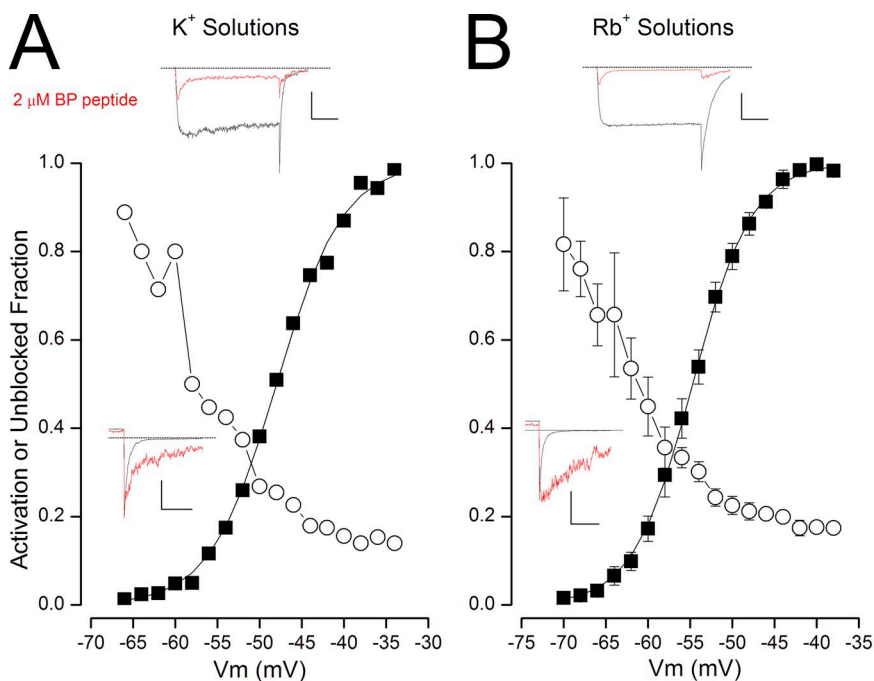 A
K+ Solutions
B
Rb+ Solutions
2 μM BP peptide
Activation or Unblocked Fraction
1.0
0.8
0.6
0.4
0.2
0.0
-70 -65 -60 -55 -50 -45 -40 -35 -30
Vm (mV)
1.0
0.8
0.6
0.4
0.2
0.0
-75 -70 -65 -60 -55 -50 -45 -40 -35
Vm (mV)